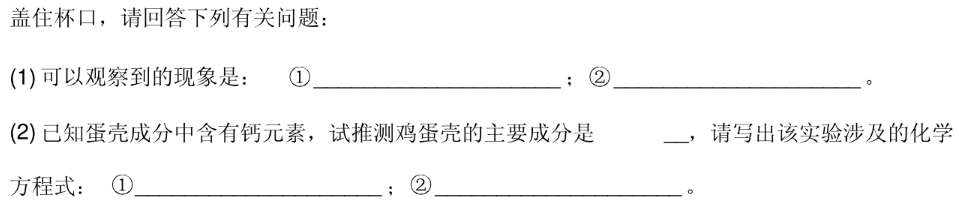 盖住杯口，请回答下列有关问题：
(1) 可以观察到的现象是： ①____________________；②____________________。
(2) 已知蛋壳成分中含有钙元素，试推测鸡蛋壳的主要成分是 __，请写出该实验涉及的化学
方程式： ①____________________；②____________________。